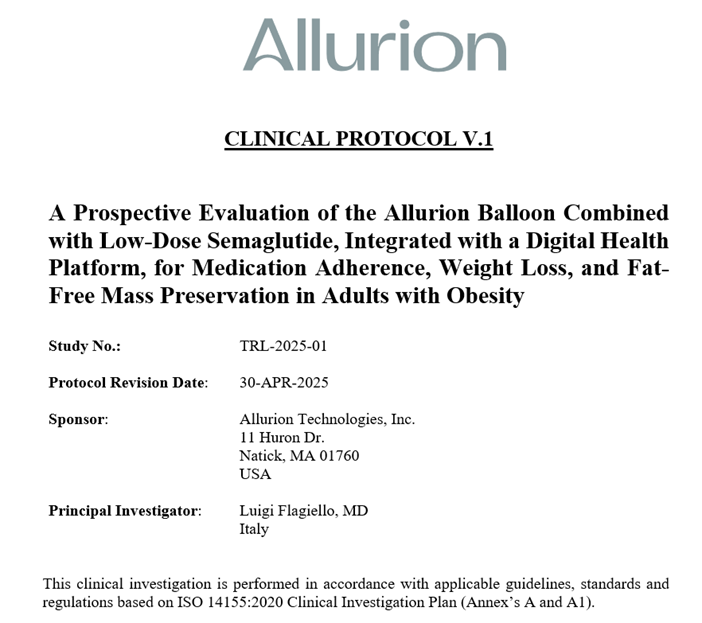 Allurion
CLINICAL PROTOCOL V.1
A Prospective Evaluation of the Allurion Balloon Combined
with Low-Dose Semaglutide, Integrated with a Digital Health
Platform, for Medication Adherence, Weight Loss, and Fat-
Free Mass Preservation in Adults with Obesity
Study No.: TRL-2025-01
Protocol Revision Date: 30-APR-2025
Sponsor: Allurion Technologies, Inc.
11 Huron Dr.
Natick, MA 01760
USA
Principal Investigator: Luigi Flagiello, MD
Italy
This clinical investigation is performed in accordance with applicable guidelines, standards and
regulations based on ISO 14155:2020 Clinical Investigation Plan (Annex’s A and A1).